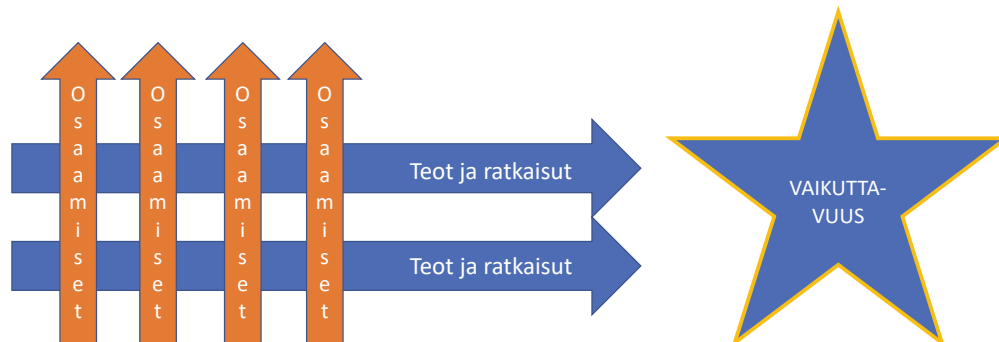 Osaamiset
Osaamiset
Osaamiset
Osaamiset
Teot ja ratkaisut
Teot ja ratkaisut
VAIKUTTA-
VUUS